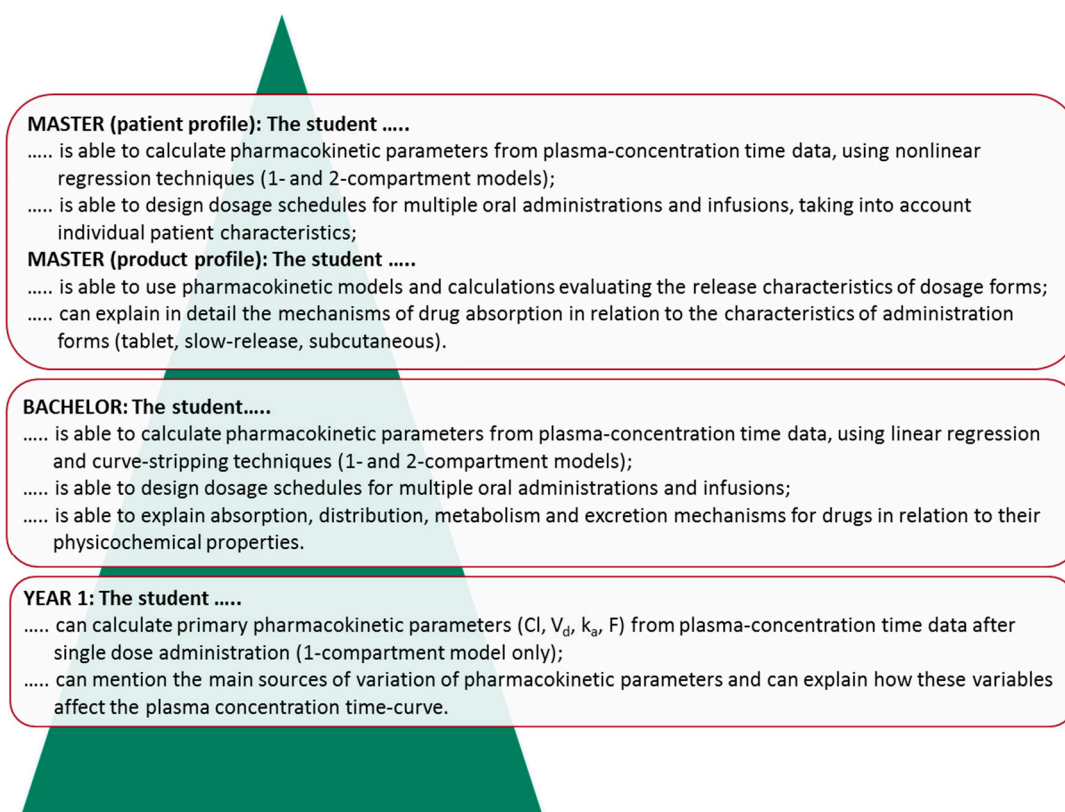 MASTER (patient profile): The student …..
….. is able to calculate pharmacokinetic parameters from plasma-concentration time data, using nonlinear
regression techniques (1- and 2-compartment models);
….. is able to design dosage schedules for multiple oral administrations and infusions, taking into account
individual patient characteristics;
MASTER (product profile): The student …..
….. is able to use pharmacokinetic models and calculations evaluating the release characteristics of dosage forms;
….. can explain in detail the mechanisms of drug absorption in relation to the characteristics of administration
forms (tablet, slow-release, subcutaneous).
BACHELOR: The student…..
….. is able to calculate pharmacokinetic parameters from plasma-concentration time data, using linear regression
and curve-stripping techniques (1- and 2-compartment models);
….. is able to design dosage schedules for multiple oral administrations and infusions;
….. is able to explain absorption, distribution, metabolism and excretion mechanisms for drugs in relation to their
physicochemical properties.
YEAR 1: The student …..
….. can calculate primary pharmacokinetic parameters (Cl, Vd, ka, F) from plasma-concentration time data after
single dose administration (1-compartment model only);
….. can mention the main sources of variation of pharmacokinetic parameters and can explain how these variables
affect the plasma concentration time-curve.